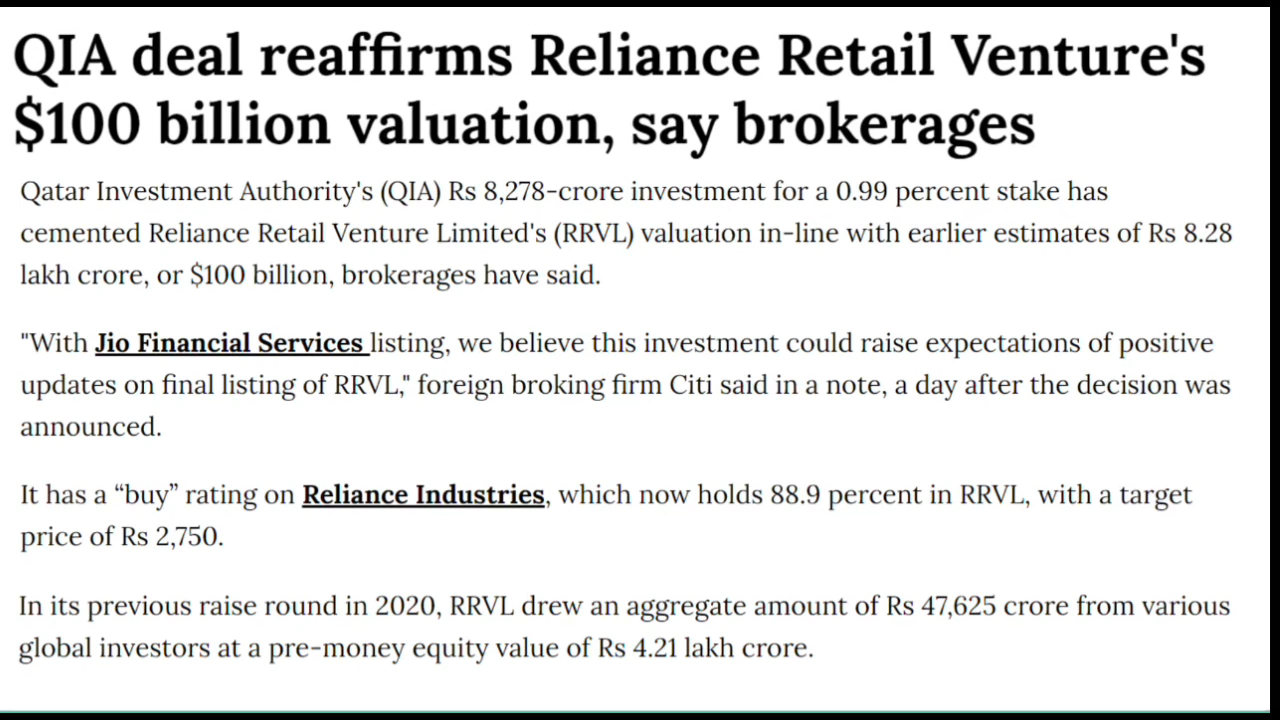 QIA deal reaffirms Reliance Retail Venture's
$100 billion valuation, say brokerages
Qatar Investment Authority's (QIA) Rs 8,278-crore investment for a 0.99 percent stake has
cemented Reliance Retail Venture Limited's (RRVL) valuation in-line with earlier estimates of Rs 8.28
lakh crore, or $100 billion, brokerages have said.
"With Jio Financial Services listing, we believe this investment could raise expectations of positive
updates on final listing of RRVL," foreign broking firm Citi said in a note, a day after the decision was
announced.
It has a “buy” rating on Reliance Industries, which now holds 88.9 percent in RRVL, with a target
price of Rs 2,750.
In its previous raise round in 2020, RRVL drew an aggregate amount of Rs 47,625 crore from various
global investors at a pre-money equity value of Rs 4.21 lakh crore.